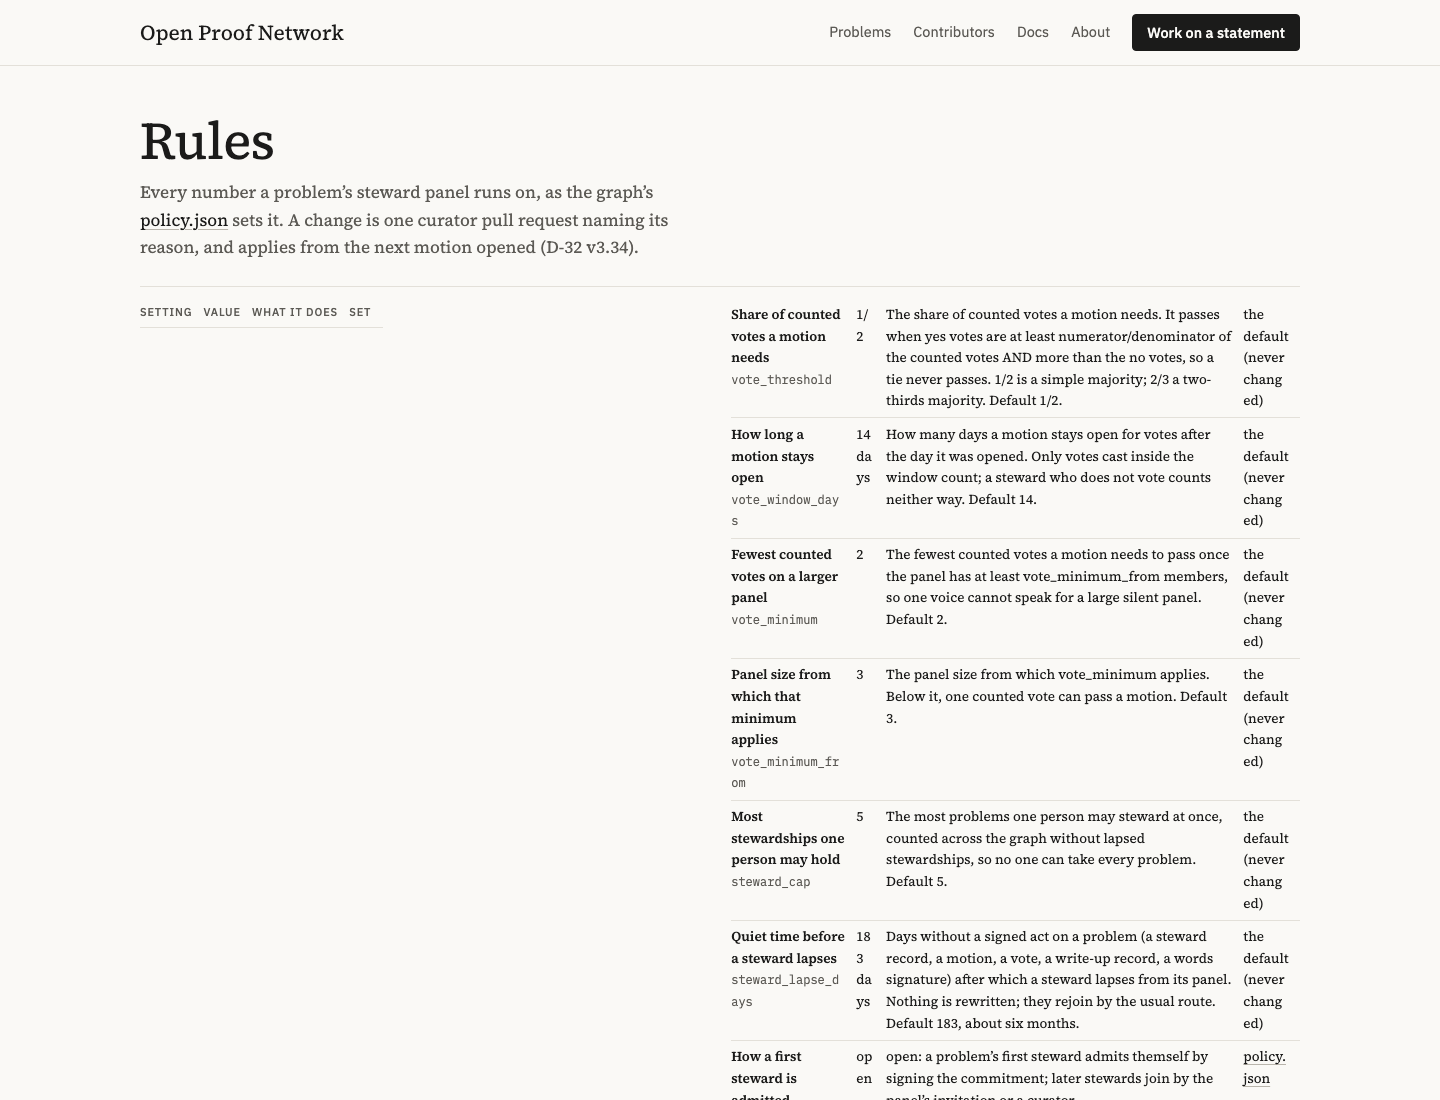 Open Proof Network
Problems Contributors Docs About Work on a statement
Rules
Every number a problem’s steward panel runs on, as the graph’s
policy.json sets it. A change is one curator pull request naming its
reason, and applies from the next motion opened (D-32 v3.34).
SETTING VALUE WHAT IT DOES SET
Share of counted 1/ The share of counted votes a motion needs. It passes the
votes a motion 2 when yes votes are at least numerator/denominator of default
needs the counted votes AND more than the no votes, so a (never
vote_threshold tie never passes. 1/2 is a simple majority; 2/3 a two- chang
thirds majority. Default 1/2. ed)
How long a 14 How many days a motion stays open for votes after the
motion stays da the day it was opened. Only votes cast inside the default
open ys window count; a steward who does not vote counts (never
vote_window_day neither way. Default 14. chang
s ed)
Fewest counted 2 The fewest counted votes a motion needs to pass once the
votes on a larger the panel has at least vote_minimum_from members, default
panel so one voice cannot speak for a large silent panel. (never
vote_minimum Default 2. chang
ed)
Panel size from 3 The panel size from which vote_minimum applies. the
which that Below it, one counted vote can pass a motion. Default default
minimum 3. (never
applies chang
vote_minimum_fr ed)
om
Most 5 The most problems one person may steward at once, the
stewardships one counted across the graph without lapsed default
person may hold stewardships, so no one can take every problem. (never
steward_cap Default 5. chang
ed)
Quiet time before 18 Days without a signed act on a problem (a steward the
a steward lapses 3 record, a motion, a vote, a write-up record, a words default
steward_lapse_d da signature) after which a steward lapses from its panel. (never
ays ys Nothing is rewritten; they rejoin by the usual route. chang
Default 183, about six months. ed)
How a first op open: a problem’s first steward admits themself by policy.
steward is en signing the commitment; later stewards join by the json
admitted panel’s invitation or a curator